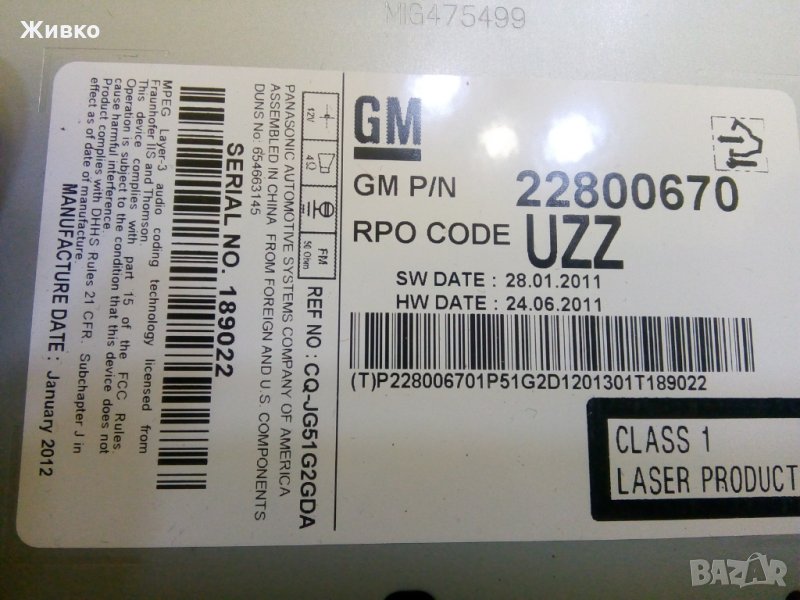 Живко
MIG475499
GM
GM P/N 22800670
RPO CODE UZZ
SW DATE : 28.01.2011
HW DATE : 24.06.2011
(T)P228006701P51G2D1201301T189022
CLASS 1
LASER PRODUCT
12V
4Ω
FM
50 Ohm
REF NO : CQ-JG51G2GDA
PANASONIC AUTOMOTIVE SYSTEMS COMPANY OF AMERICA
ASSEMBLED IN CHINA FROM FOREIGN AND U.S. COMPONENTS
DUNS No: 654663145
SERIAL NO. 189022
MPEG Layer-3 audio coding technology licensed from
Fraunhofer IIS and Thomson.
This device complies with part 15 of the FCC Rules
Operation is subject to the condition that this device does not
cause harmful interference.
Product complies with DHHS Rules 21 CFR. Subchapter J in
effect as of date of manufacture.
MANUFACTURE DATE : January 2012
BAZAR